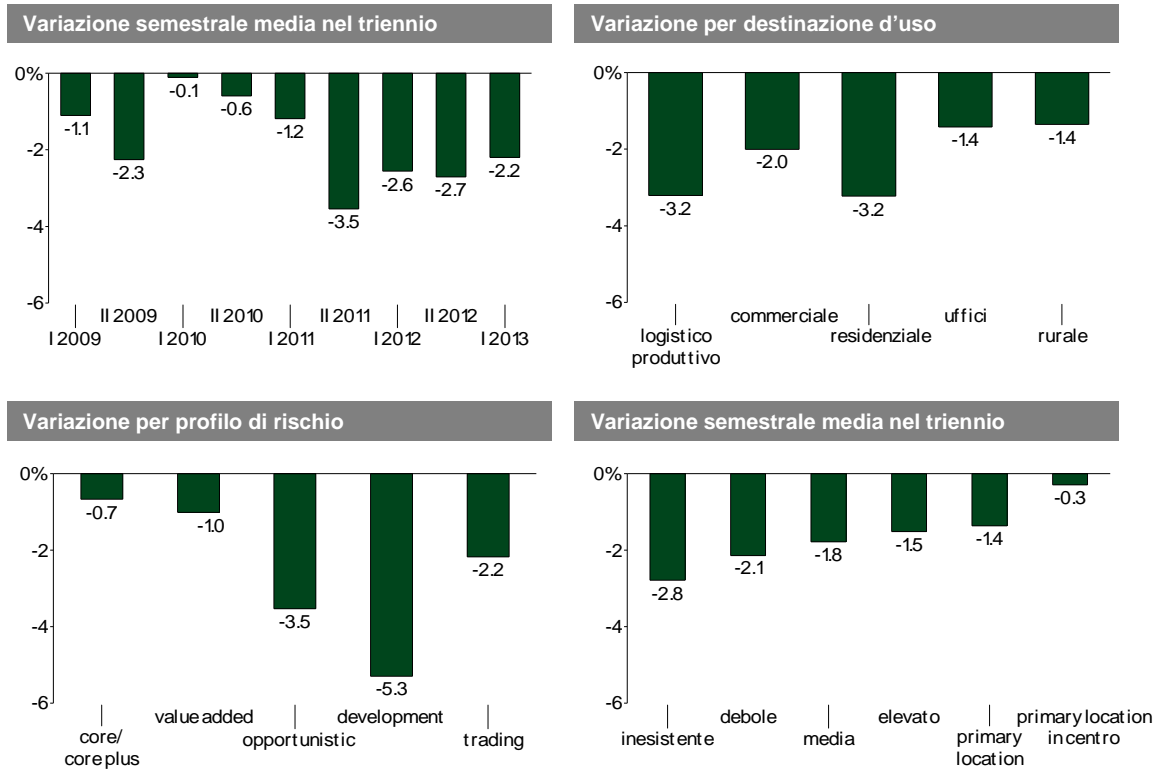 Variazione semestrale media nel triennio
0%
-2
-4
-6
-1.1
-2.3
-0.1
-0.6
-1.2
-3.5
-2.6
-2.7
-2.2
I 2009
II 2009
I 2010
II 2010
I 2011
II 2011
I 2012
II 2012
I 2013
Variazione per destinazione d’uso
0%
-2
-4
-6
-3.2
-2.0
-3.2
-1.4
-1.4
logistico
produttivo
commerciale
residenziale
uffici
rurale
Variazione per profilo di rischio
0%
-2
-4
-6
-0.7
-1.0
-3.5
-5.3
-2.2
core/
core plus
value added
opportunistic
development
trading
Variazione semestrale media nel triennio
0%
-2
-4
-6
-2.8
-2.1
-1.8
-1.5
-1.4
-0.3
inesistente
debole
media
elevato
primary
location
primary location
in centro